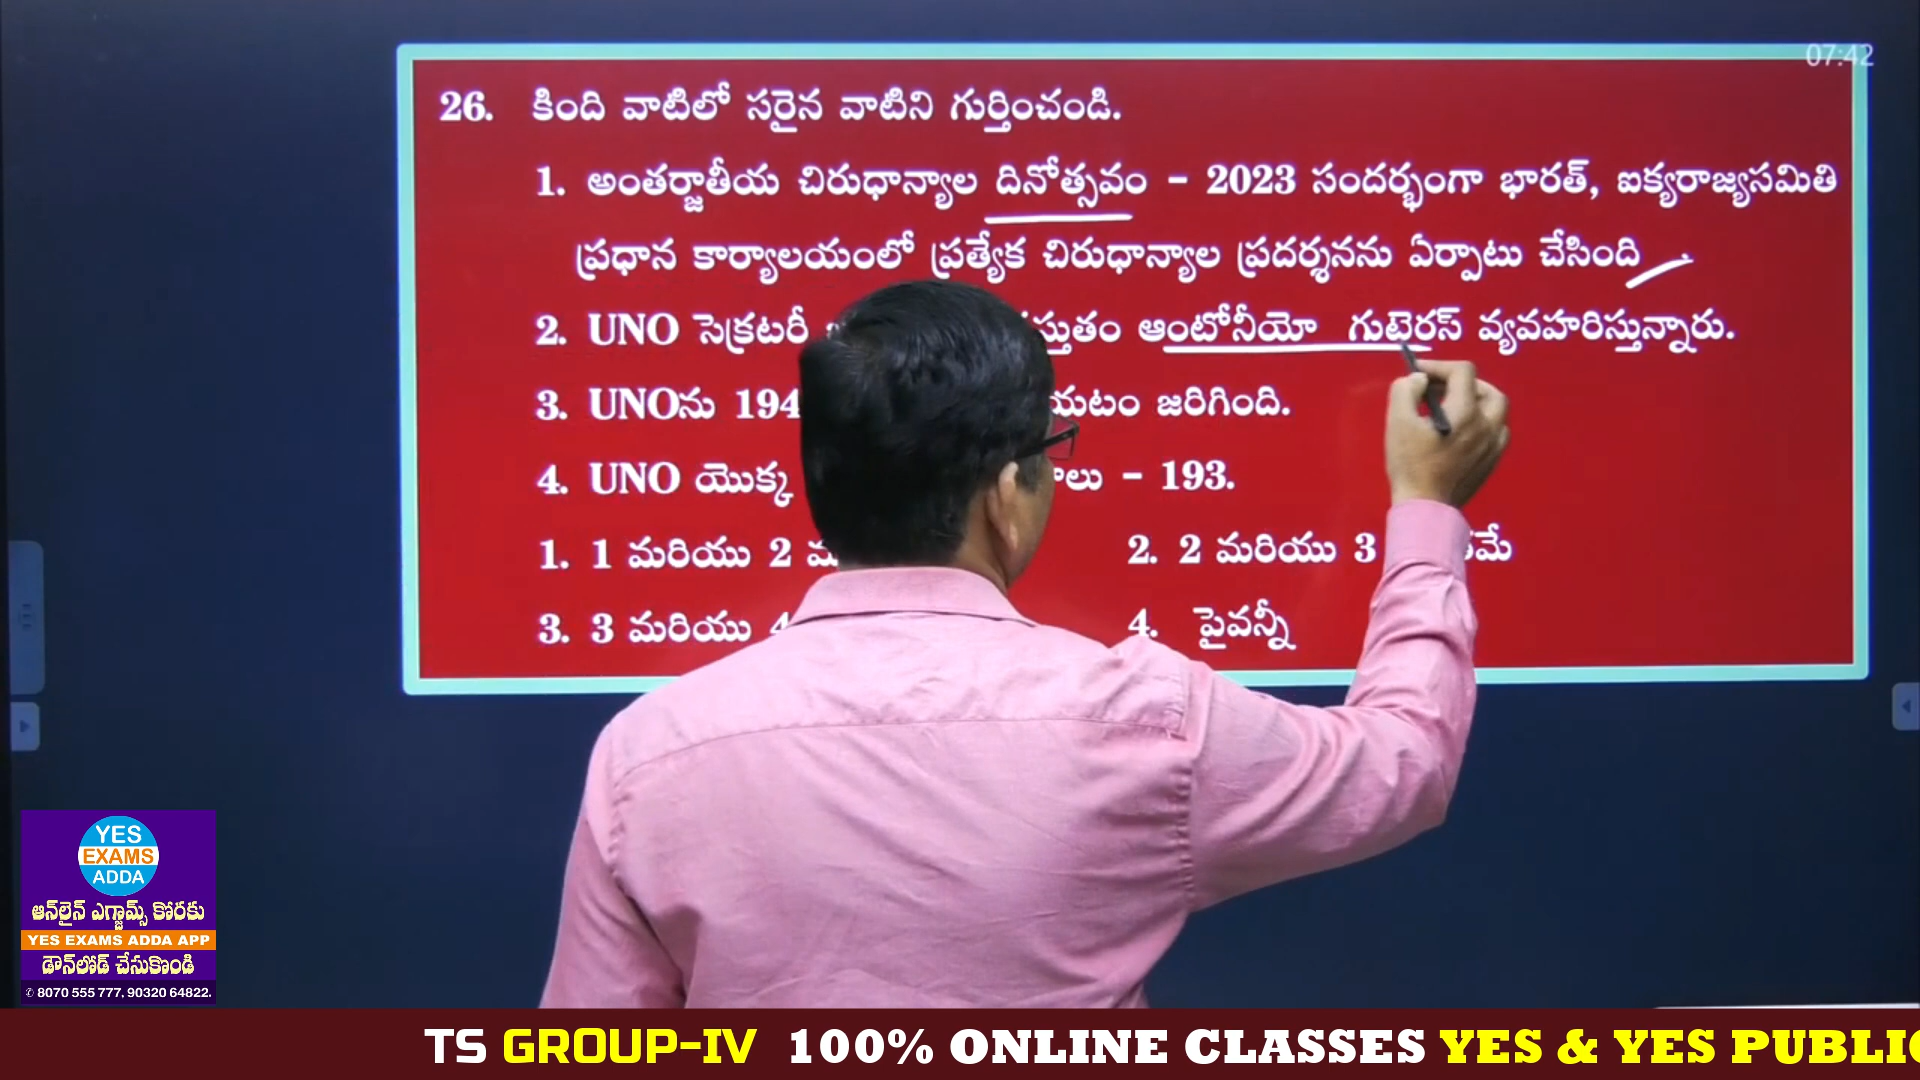 07:42
26. కింది వాటిలో సరైన వాటిని గుర్తించండి.
1. అంతర్జాతీయ చిరుధాన్యాల దినోత్సవం - 2023 సందర్భంగా భారత్, ఐక్యరాజ్యసమితి
ప్రధాన కార్యాలయంలో ప్రత్యేక చిరుధాన్యాల ప్రదర్శనను ఏర్పాటు చేసింది
2. UNO సెక్రటరీ ఆంటోనియో గుటెరస్ వ్యవహరిస్తున్నారు.
3. UNOను 194 జరిగింది.
4. UNO యొక్క - 193.
1. 1 మరియు 2
2. 2 మరియు 3
3. 3 మరియు 4
4. పైవన్నీ
YES
EXAMS
ADDA
ఆన్‌లైన్ ఎగ్జామ్స్ కోరకు
YES EXAMS ADDA APP
డౌన్‌లోడ్ చేసుకొండి
✆ 8070 555 777, 90320 64822.
TS GROUP-IV 100% ONLINE CLASSES YES & YES PUBLIC